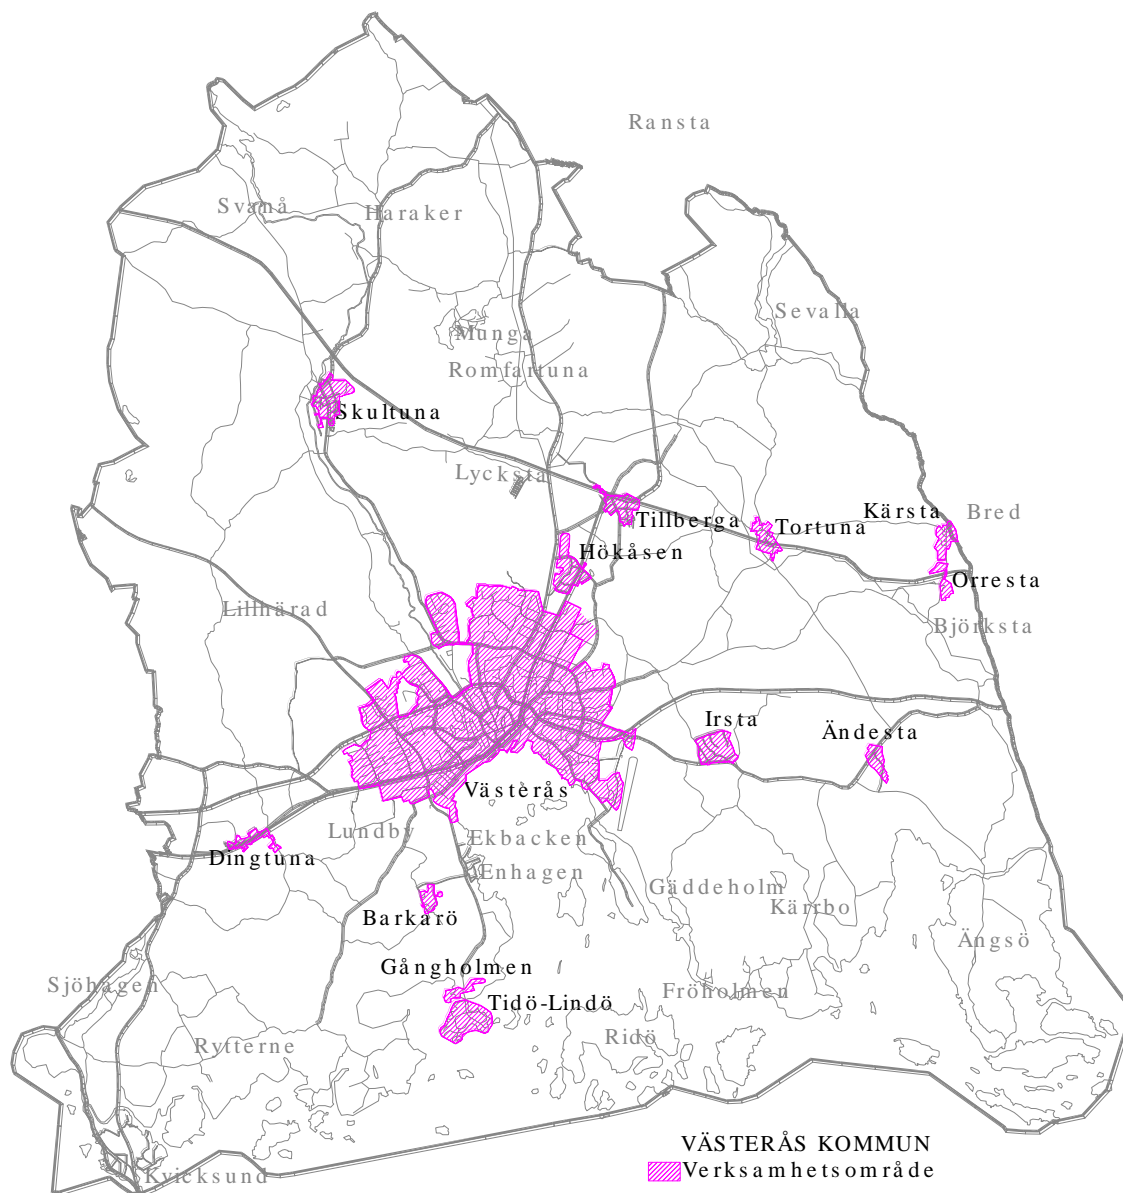 Ransta
Svanå
Haraker
Sevalla
Munga
Romfartuna
Skultuna
Lycksta
Kärsta
Bred
Tillberga
Tortuna
Hökåsen
Orresta
Lillhärad
Björksta
Irsta
Ändesta
Västerås
Lundby
Ekbacken
Dingtuna
Enhagen
Gäddeholm
Kärrbo
Barkarö
Ängsö
Gångholmen
Sjöhagen
Fröholmen
Tidö-Lindö
Ridö
Rytterne
VÄSTERÅS KOMMUN
Verksamhetsområde
Kvicksund